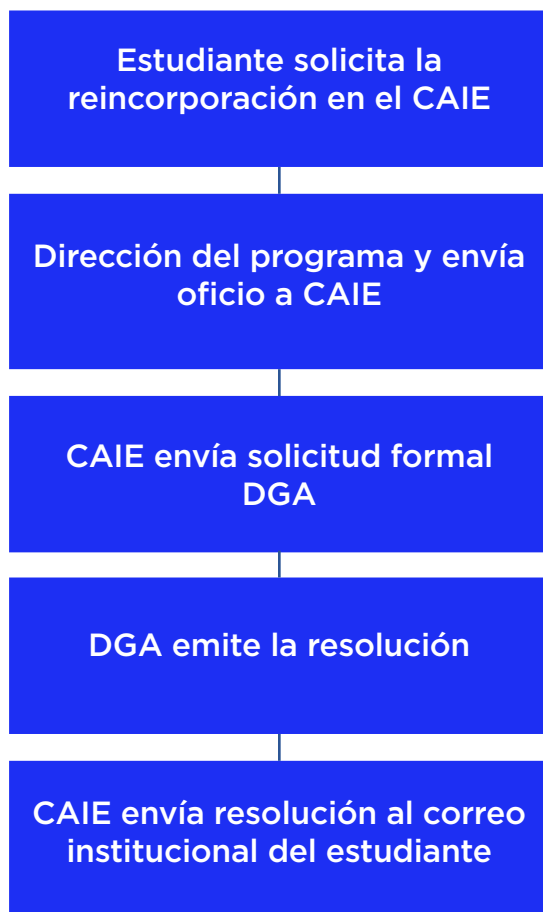 Estudiante solicita la
reincorporación en el CAIE
Dirección del programa y envía
oficio a CAIE
CAIE envía solicitud formal
DGA
DGA emite la resolución
CAIE envía resolución al correo
institucional del estudiante